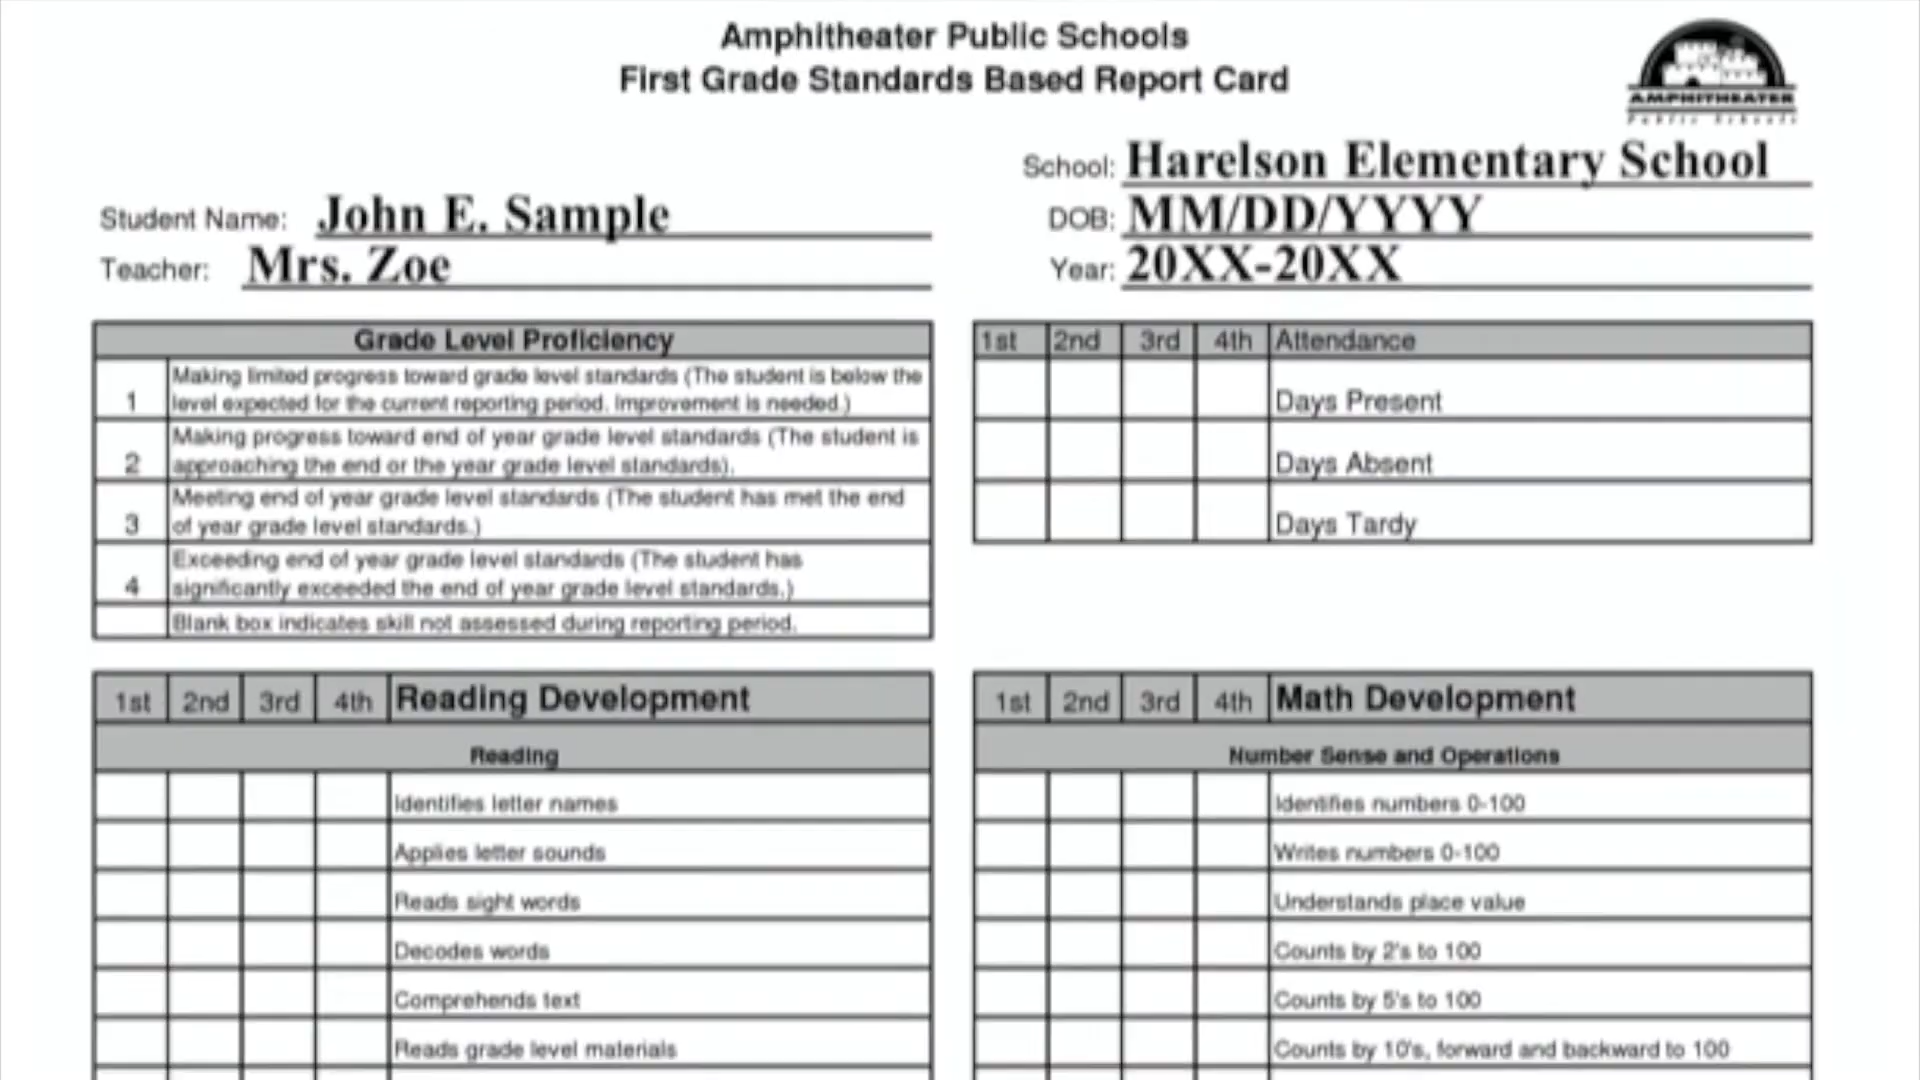 Amphitheater Public Schools
First Grade Standards Based Report Card
AMPHITHEATER
Public Schools
School: Harelson Elementary School
Student Name: John E. Sample
DOB: MM/DD/YYYY
Teacher: Mrs. Zoe
Year: 20XX-20XX
Grade Level Proficiency
1 Making limited progress toward grade level standards (The student is below the
level expected for the current reporting period. Improvement is needed.)
2 Making progress toward end of year grade level standards (The student is
approaching the end or the year grade level standards).
3 Meeting end of year grade level standards (The student has met the end
of year grade level standards.)
4 Exceeding end of year grade level standards (The student has
significantly exceeded the end of year grade level standards.)
Blank box indicates skill not assessed during reporting period.
1st 2nd 3rd 4th Attendance
Days Present
Days Absent
Days Tardy
1st 2nd 3rd 4th Reading Development
Reading
Identifies letter names
Applies letter sounds
Reads sight words
Decodes words
Comprehends text
Reads grade level materials
1st 2nd 3rd 4th Math Development
Number Sense and Operations
Identifies numbers 0-100
Writes numbers 0-100
Understands place value
Counts by 2's to 100
Counts by 5's to 100
Counts by 10's, forward and backward to 100